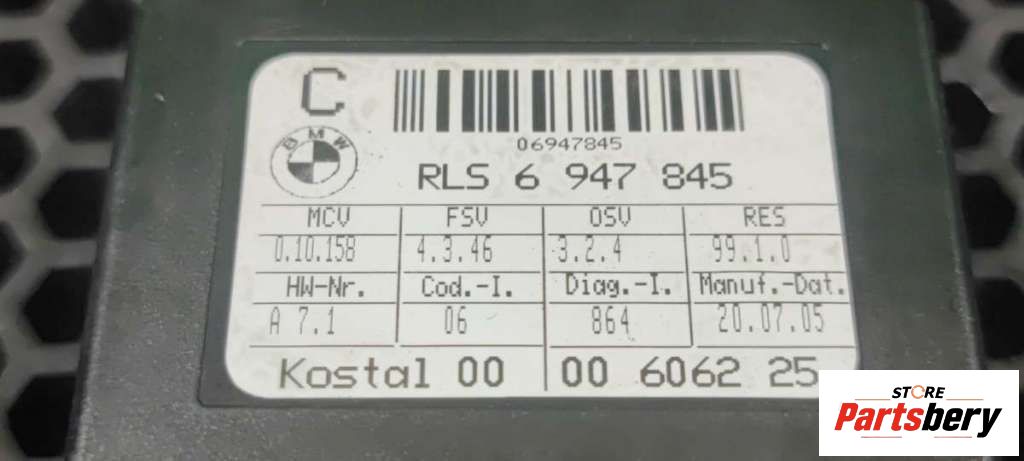 C
BMW
06947845
RLS 6 947 845
MCV FSV OSV RES
0.10.158 4.3.46 3.2.4 99.1.0
HW-Nr. Cod.-I. Diag.-I. Manuf.-Dat.
A 7.1 06 864 20.07.05
Kostal 00 00 6062 25
STORE
Partsbery